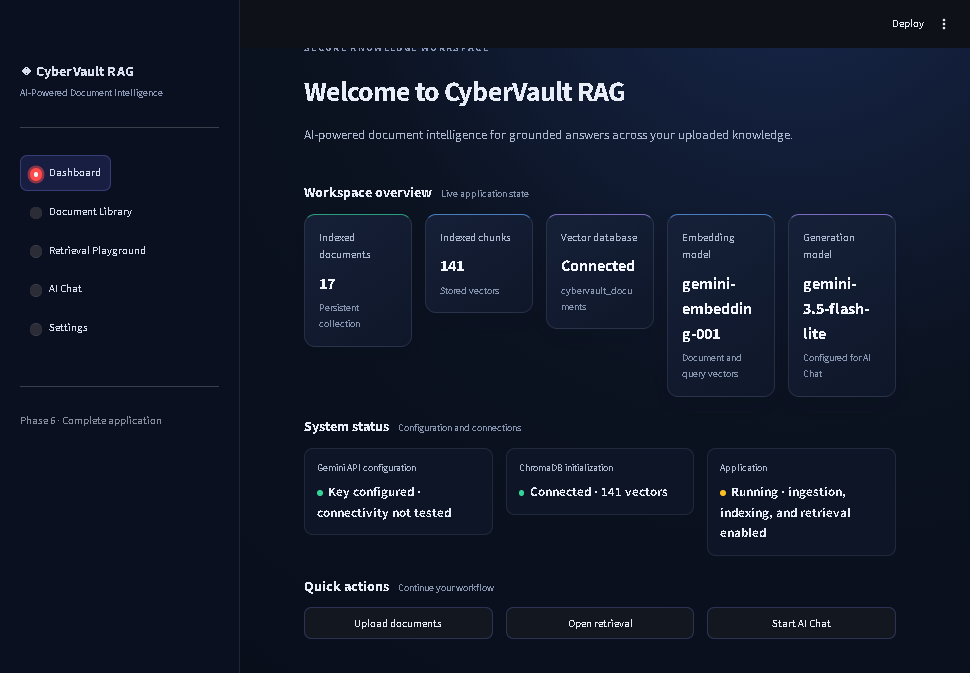 Deploy
CyberVault RAG
AI-Powered Document Intelligence
Dashboard
Document Library
Retrieval Playground
AI Chat
Settings
Phase 6 · Complete application
SECURE KNOWLEDGE WORKSPACE
Welcome to CyberVault RAG
AI-powered document intelligence for grounded answers across your uploaded knowledge.
Workspace overview Live application state
Indexed
documents
17
Persistent
collection
Indexed chunks
141
Stored vectors
Vector database
Connected
cybervault_docu
ments
Embedding
model
gemini-
embeddin
g-001
Document and
query vectors
Generation
model
gemini-
3.5-flash-
lite
Configured for AI
Chat
System status Configuration and connections
Gemini API configuration
Key configured ·
connectivity not tested
ChromaDB initialization
Connected · 141 vectors
Application
Running · ingestion,
indexing, and retrieval
enabled
Quick actions Continue your workflow
Upload documents
Open retrieval
Start AI Chat